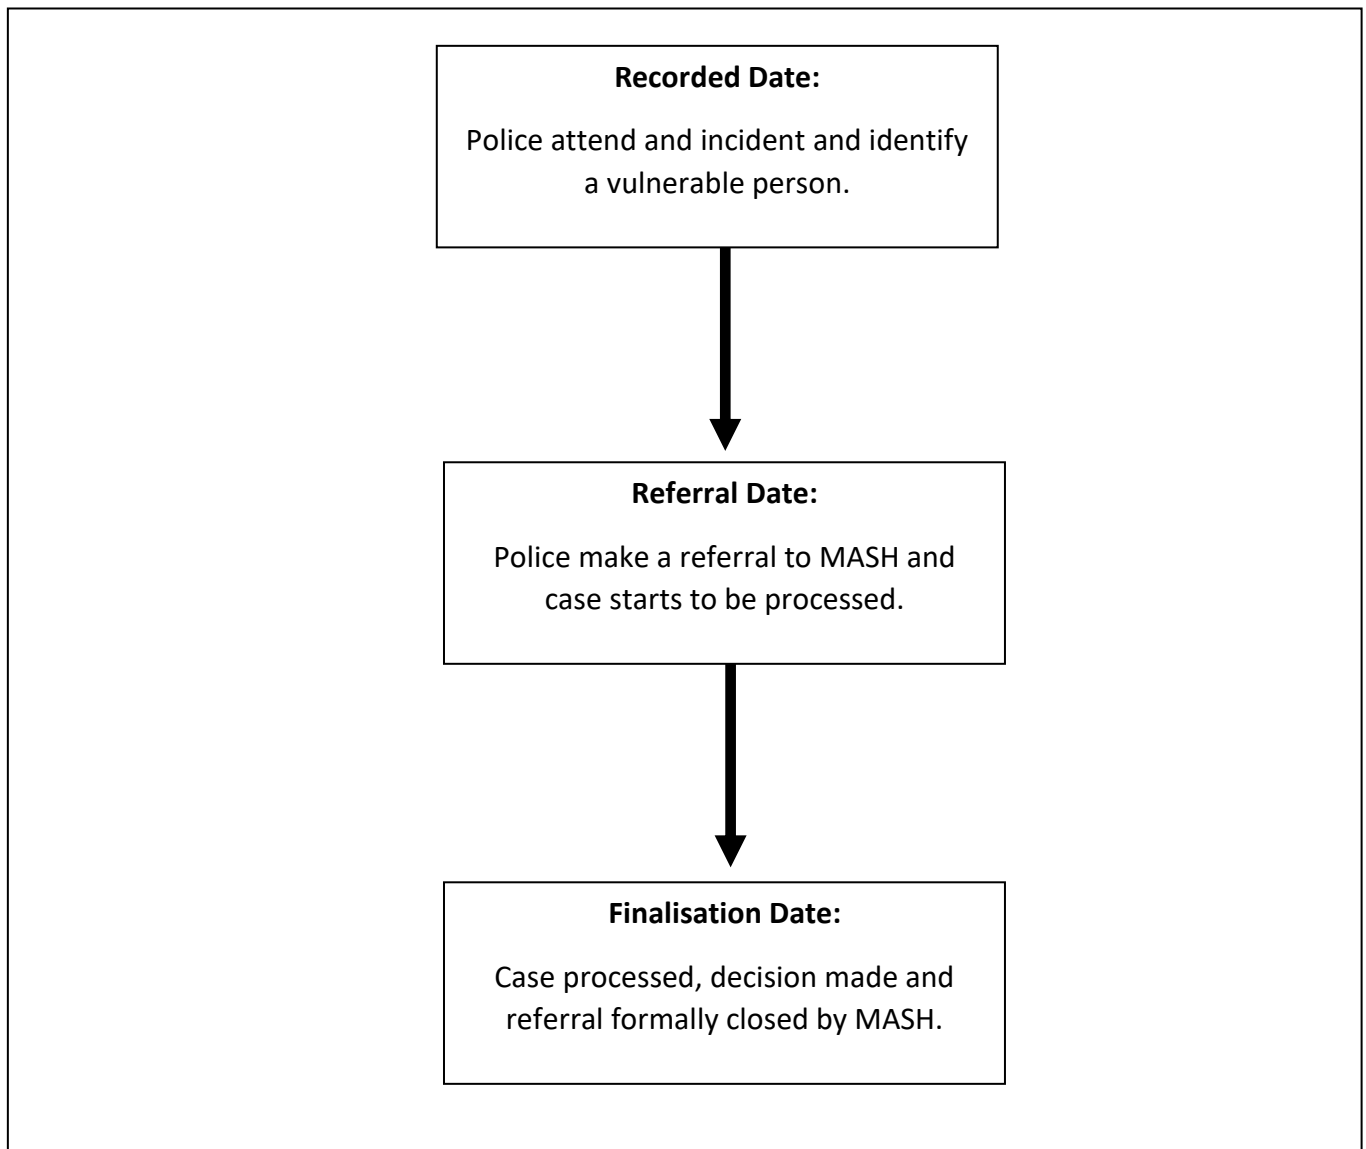 Recorded Date:
Police attend and incident and identify
a vulnerable person.
Referral Date:
Police make a referral to MASH and
case starts to be processed.
Finalisation Date:
Case processed, decision made and
referral formally closed by MASH.